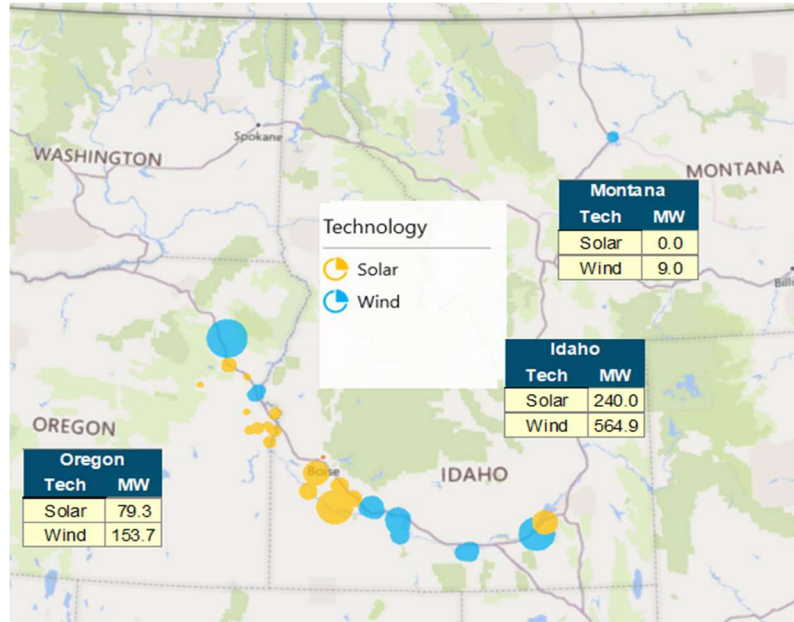 Spokane
WASHINGTON
MONTANA
Montana
Tech MW
Solar 0.0
Wind 9.0
Technology
Solar
Wind
Billi
Idaho
Tech MW
Solar 240.0
Wind 564.9
OREGON
Oregon
Tech MW
Solar 79.3
Wind 153.7
Boise
IDAHO